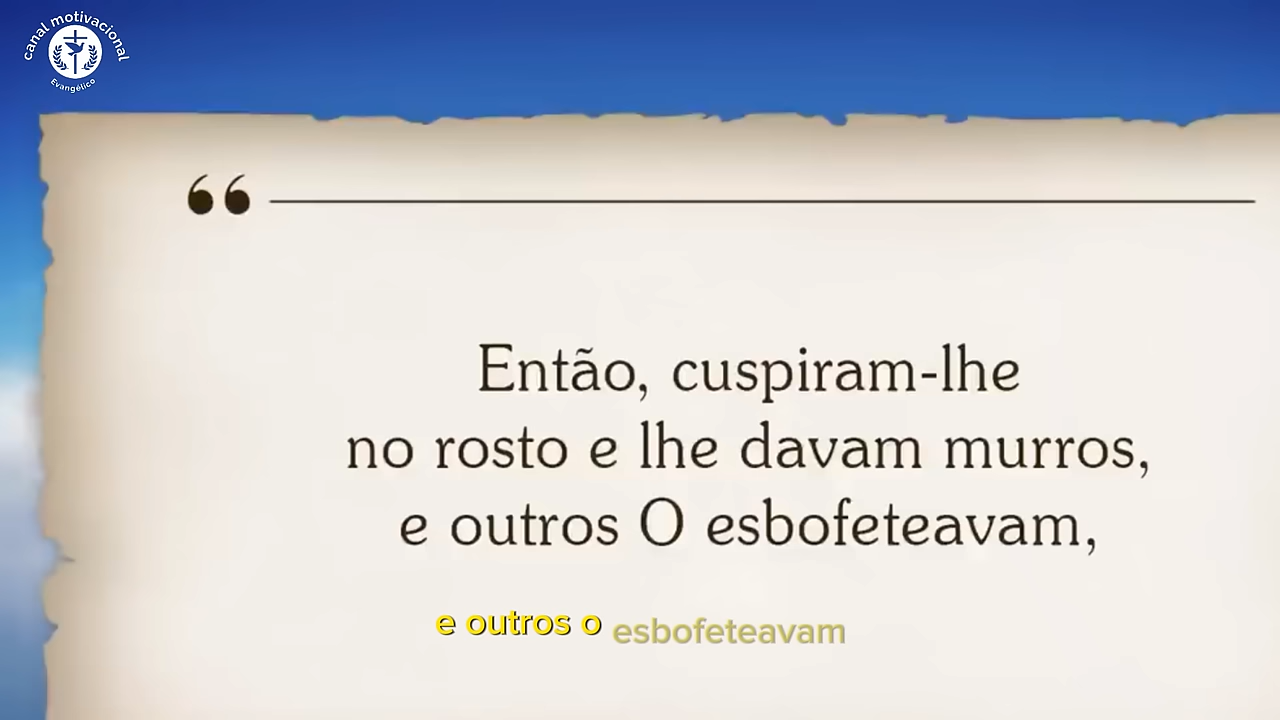 canal motivacional
Evangélico
“
Então, cuspiram-lhe
no rosto e lhe davam murros,
e outros O esbofeteavam,
e outros o esbofeteavam